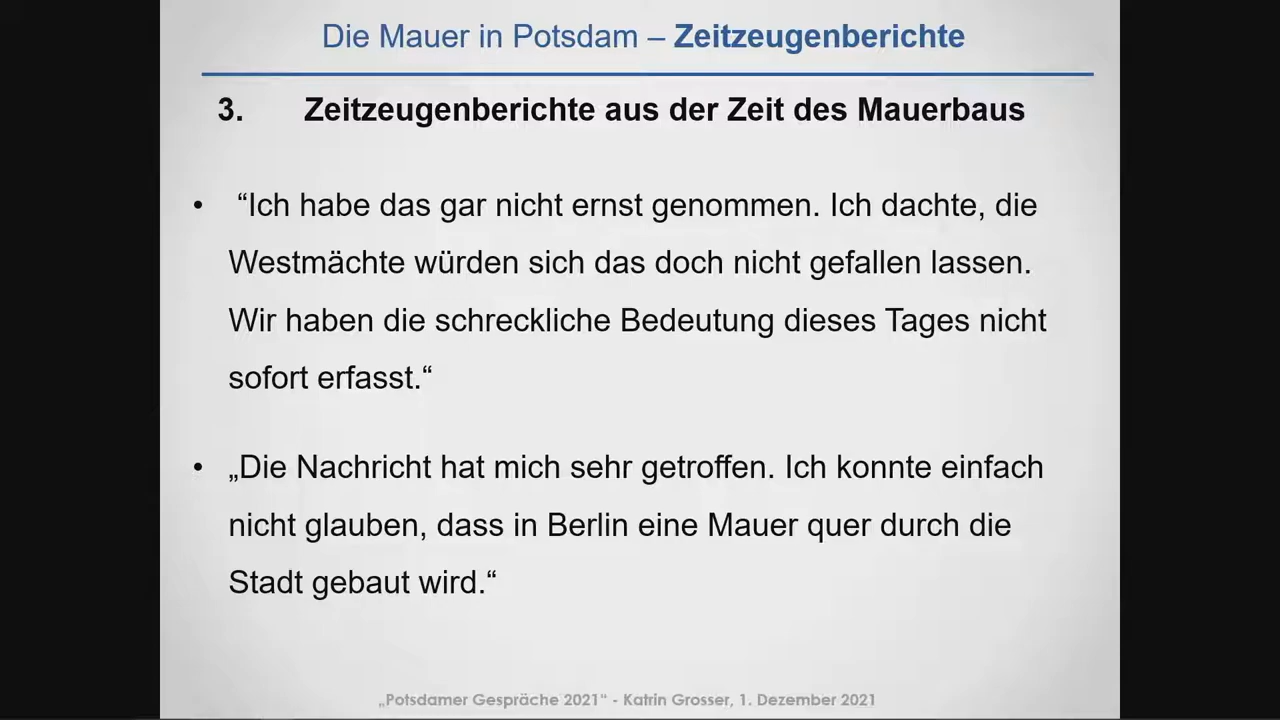 Die Mauer in Potsdam – Zeitzeugenberichte
3. Zeitzeugenberichte aus der Zeit des Mauerbaus
• “Ich habe das gar nicht ernst genommen. Ich dachte, die
Westmächte würden sich das doch nicht gefallen lassen.
Wir haben die schreckliche Bedeutung dieses Tages nicht
sofort erfasst.“
• „Die Nachricht hat mich sehr getroffen. Ich konnte einfach
nicht glauben, dass in Berlin eine Mauer quer durch die
Stadt gebaut wird.“
„Potsdamer Gespräche 2021“ - Katrin Grosser, 1. Dezember 2021